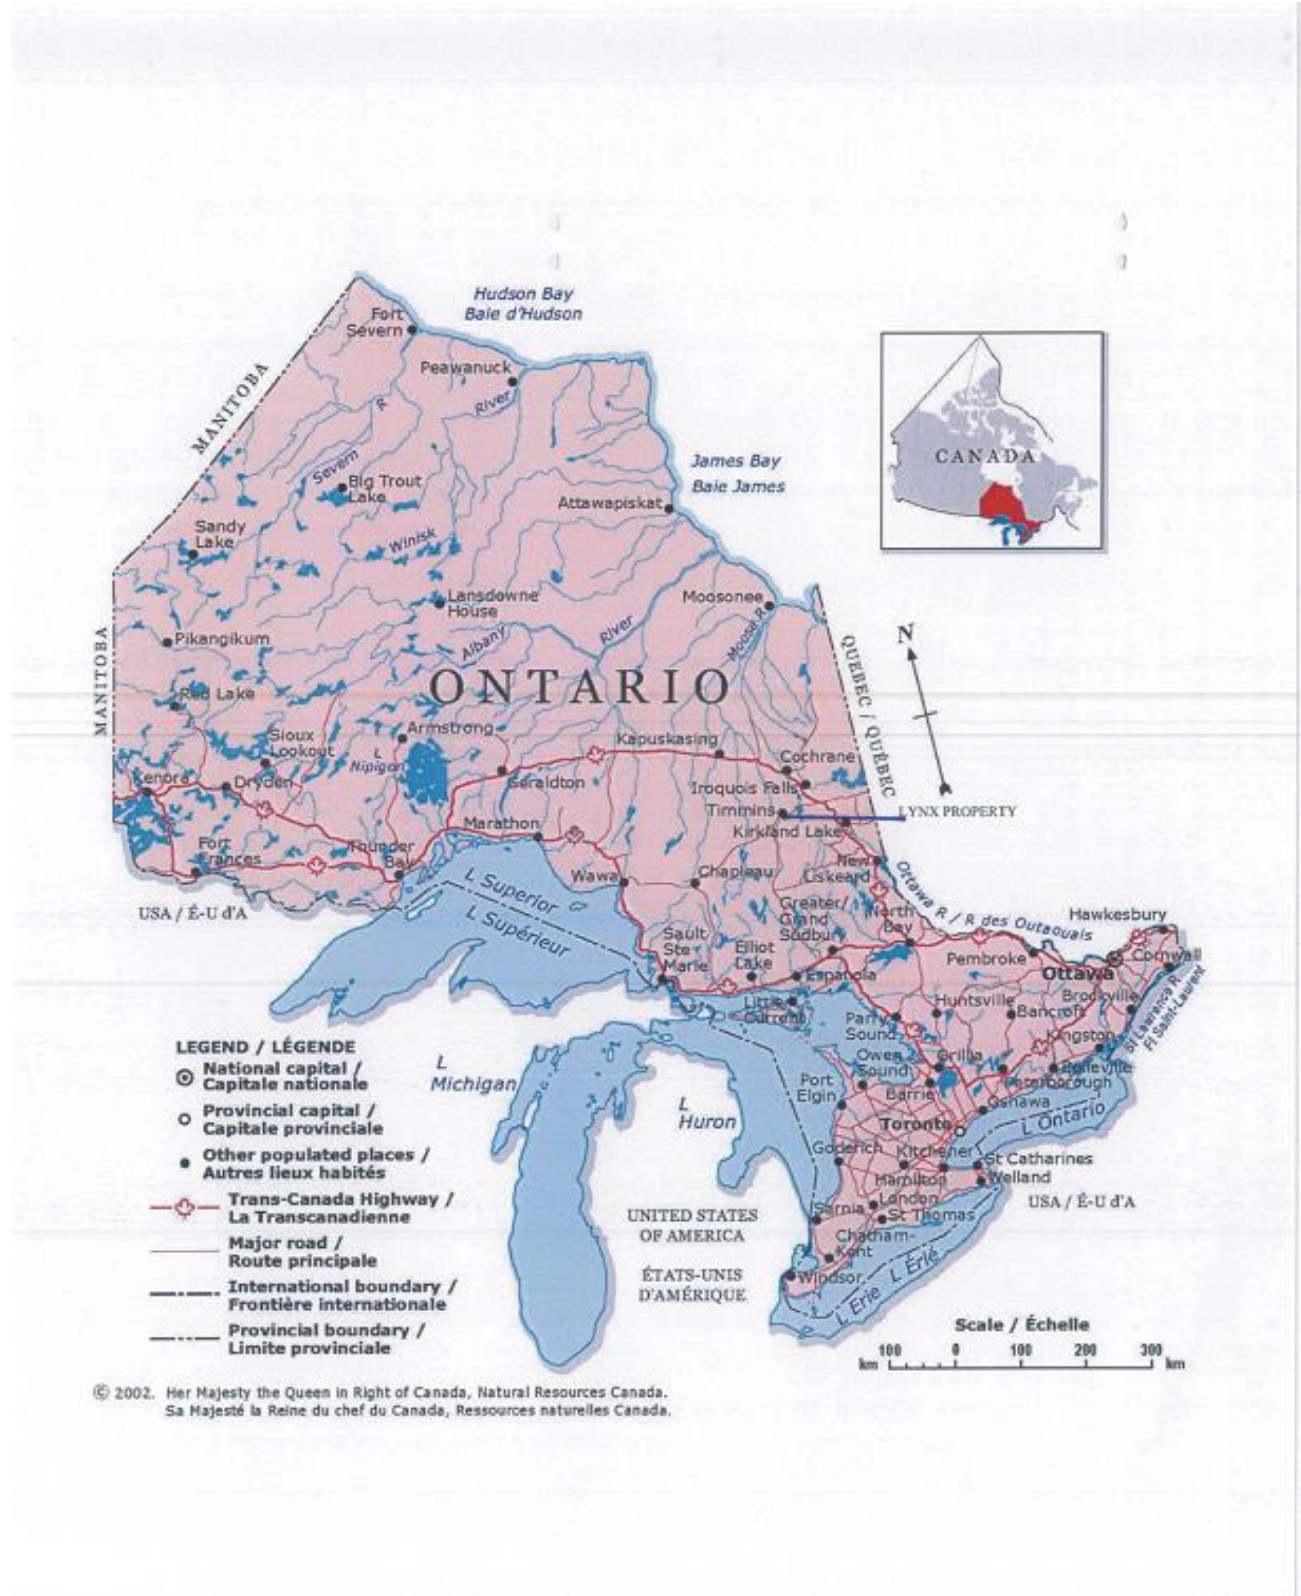 Hudson Bay
Baie d'Hudson
Fort
Severn
Peawanuck
River
R
MANITOBA
Severn
Big Trout
Lake
James Bay
Baie James
Attawapiskat
CANADA
Sandy
Lake
Winisk
Lansdowne
House
Moosonee
Moose R
River
Albany
Pikangikum
MANITOBA
N
QUEBEC / QUÉBEC
ONTARIO
Red Lake
Armstrong
Sioux
Lookout
L
Nipigon
Kapuskasing
Cochrane
Kenora
Dryden
Geraldton
Iroquois Falls
Timmins
LYNX PROPERTY
Kirkland Lake
Marathon
Fort
Frances
Thunder
Bay
New
Liskeard
Wawa
Chapleau
L Superior
L Supérieur
USA / É-U d'A
Ottawa R / R des Outaouais
Greater/
Grand
Sudbury
North
Bay
Hawkesbury
Sault
Ste
Marie
Elliot
Lake
Espanola
Pembroke
Ottawa
Cornwall
Little
Current
Parry
Sound
Huntsville
Bancroft
Brockville
St Lawrence R
Fl Saint-Laurent
Kingston
Owen
Sound
Orillia
Belleville
Peterborough
Port
Elgin
Barrie
Oshawa
L
Michigan
L
Huron
Toronto
L Ontario
Goderich
Kitchener
St Catharines
Hamilton
Welland
London
USA / É-U d'A
Sarnia
St Thomas
UNITED STATES
OF AMERICA
Chatham-
Kent
ÉTATS-UNIS
D'AMÉRIQUE
Windsor
L Erie
L Érié
LEGEND / LÉGENDE
National capital /
Capitale nationale
Provincial capital /
Capitale provinciale
Other populated places /
Autres lieux habités
Trans-Canada Highway /
La Transcanadienne
Major road /
Route principale
International boundary /
Frontière internationale
Provincial boundary /
Limite provinciale
Scale / Échelle
100 0 100 200 300
km km
© 2002. Her Majesty the Queen in Right of Canada, Natural Resources Canada.
Sa Majesté la Reine du chef du Canada, Ressources naturelles Canada.